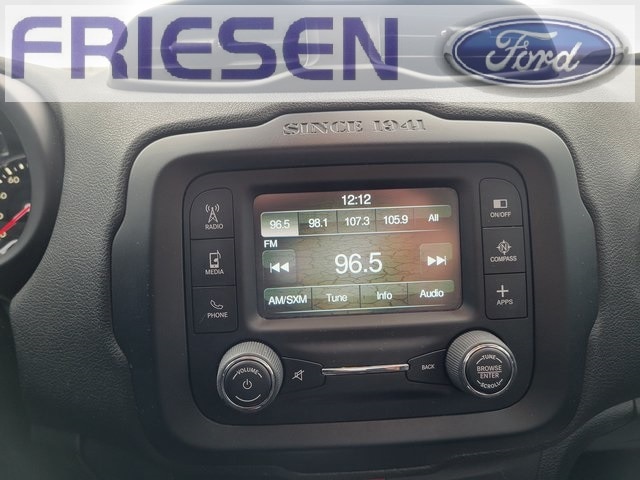 FRIESEN
Ford
SINCE 1941
12:12
96.5 98.1 107.3 105.9 All
FM
96.5
AM/SXM Tune Info Audio
RADIO
MEDIA
PHONE
ON/OFF
COMPASS
APPS
VOLUME
BACK
TUNE
BROWSE
ENTER
SCROLL